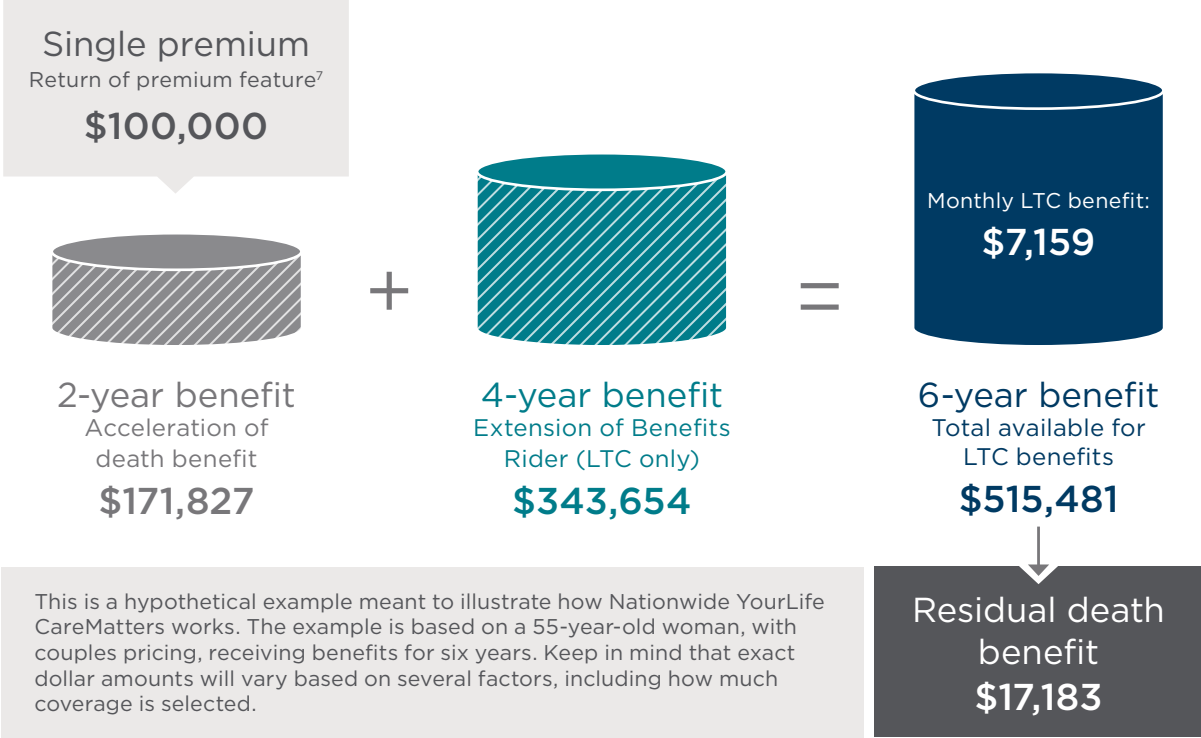 Single premium
Return of premium feature7
$100,000
+
=
Monthly LTC benefit:
$7,159
2-year benefit
Acceleration of
death benefit
$171,827
4-year benefit
Extension of Benefits
Rider (LTC only)
$343,654
6-year benefit
Total available for
LTC benefits
$515,481
This is a hypothetical example meant to illustrate how Nationwide YourLife
CareMatters works. The example is based on a 55-year-old woman, with
couples pricing, receiving benefits for six years. Keep in mind that exact
dollar amounts will vary based on several factors, including how much
coverage is selected.
Residual death
benefit
$17,183